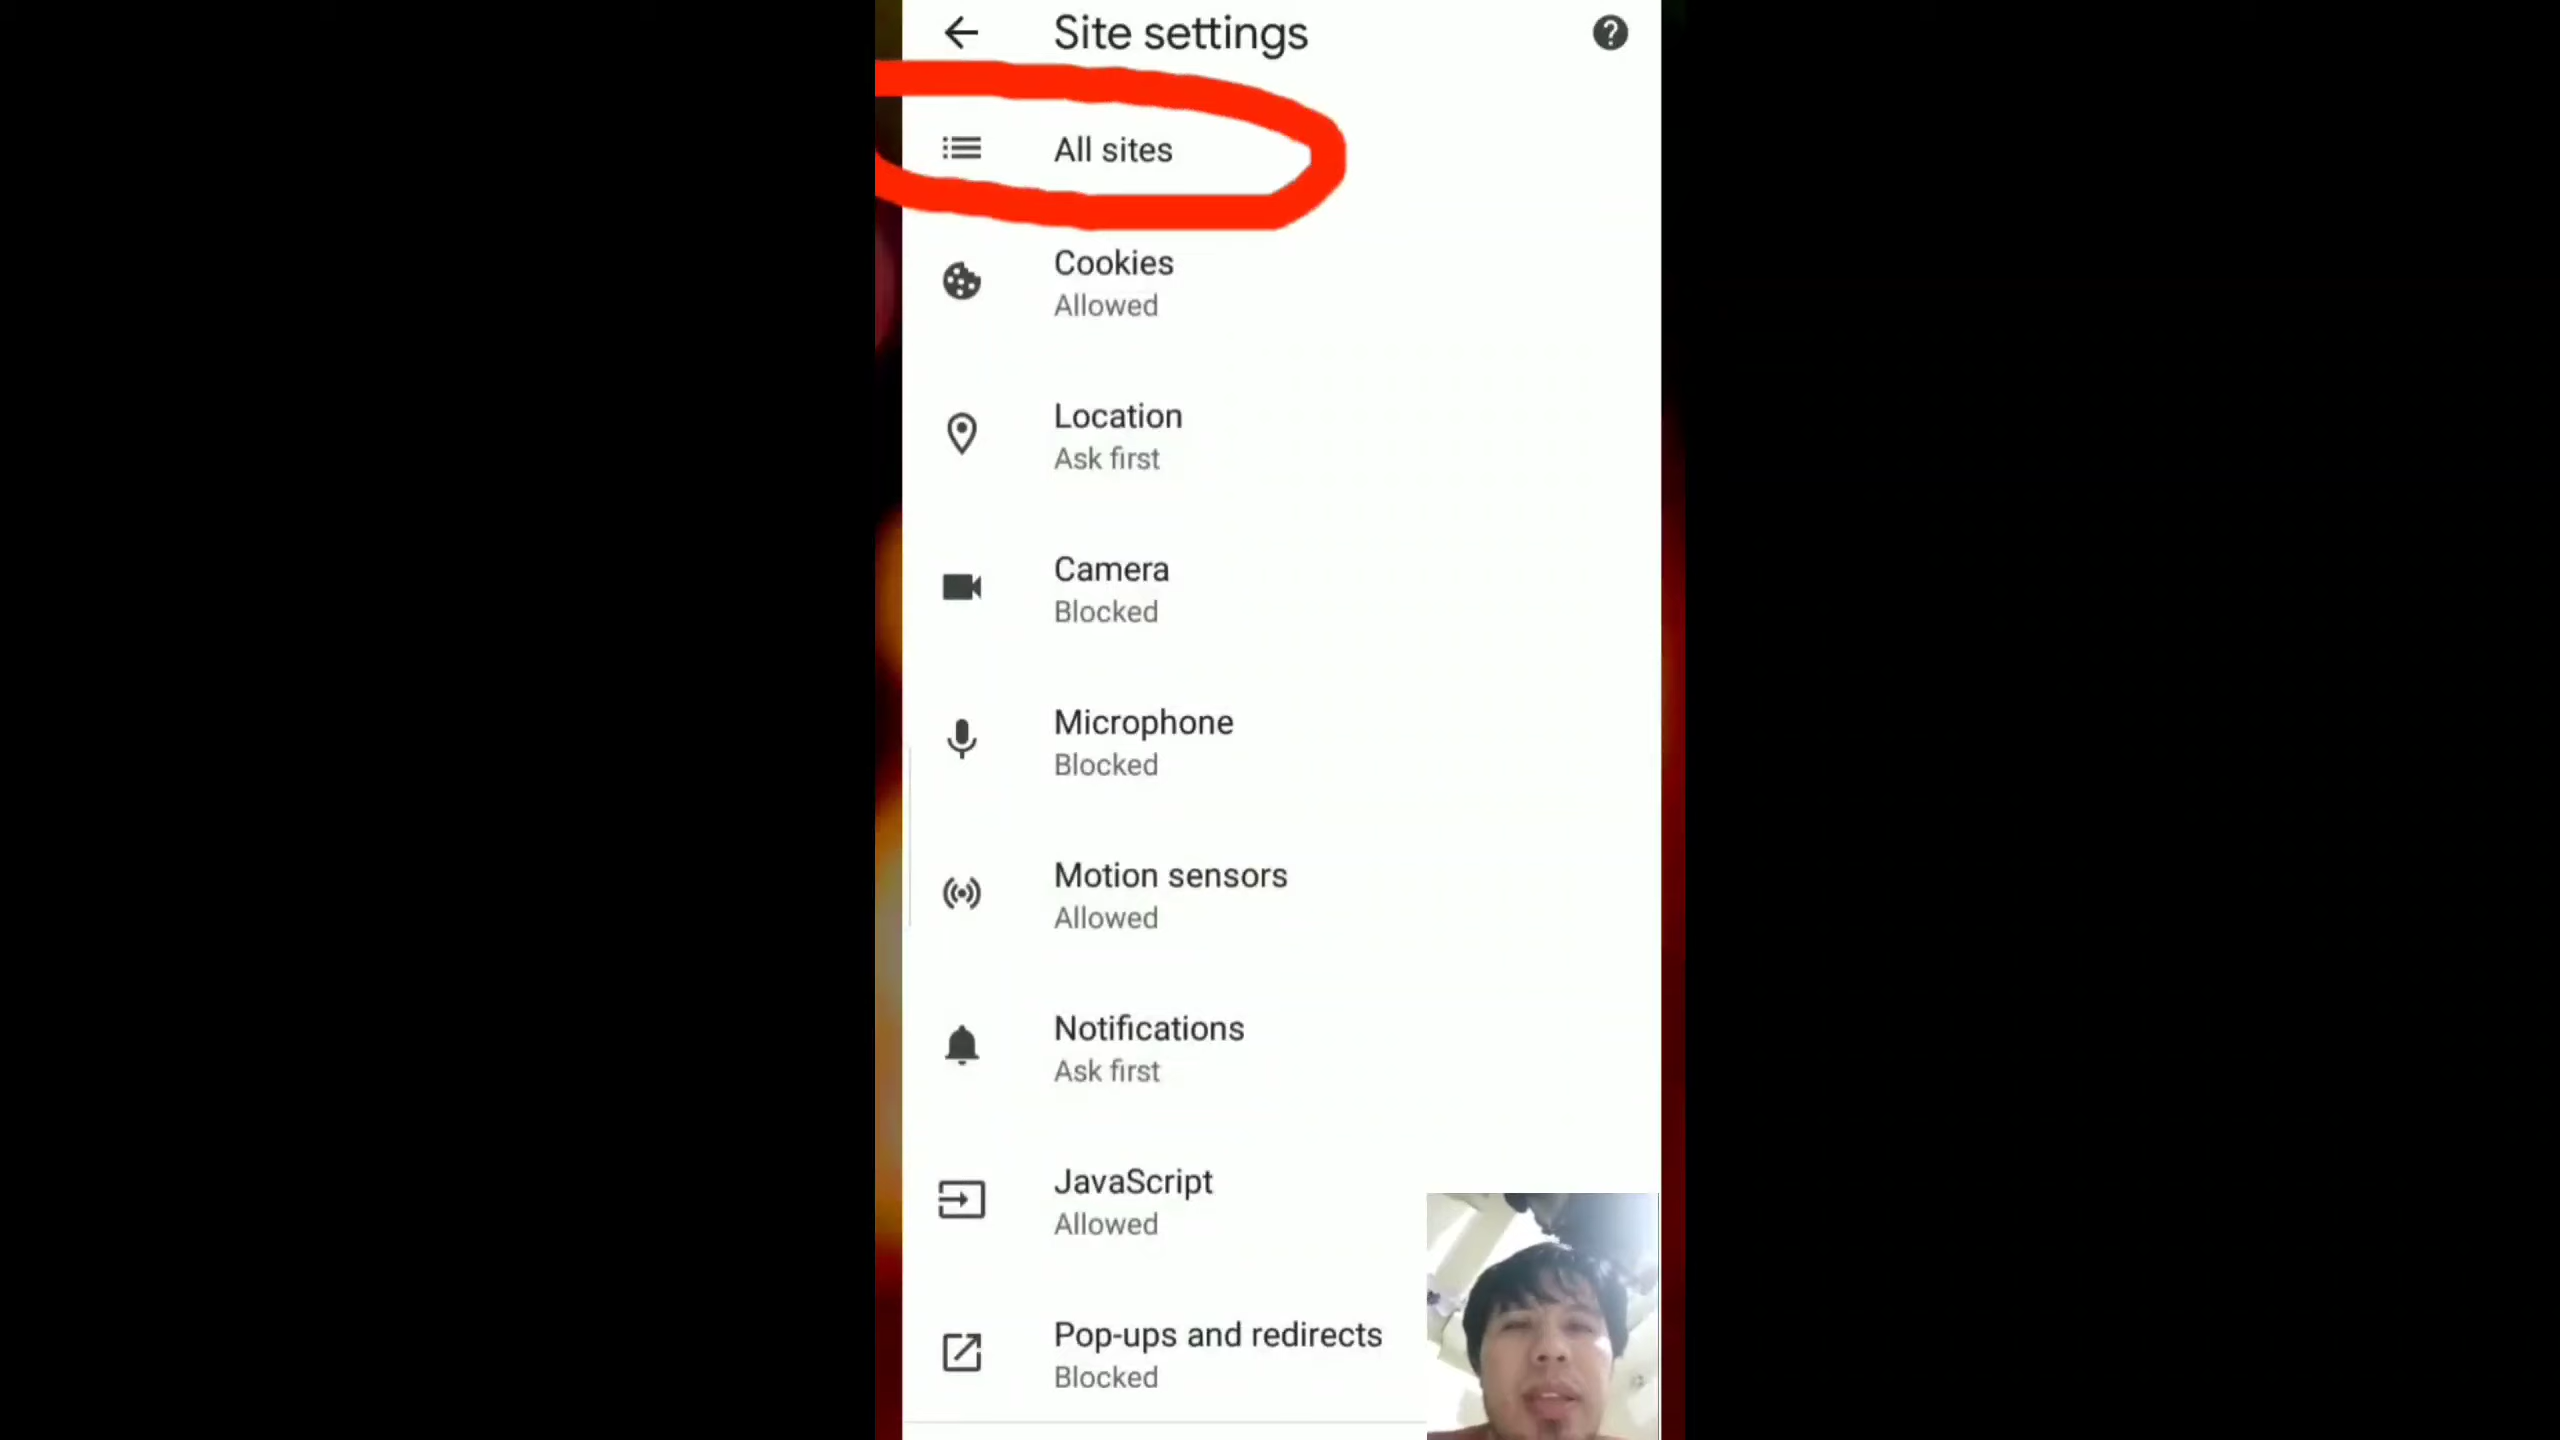 Site settings
All sites
Cookies
Allowed
Location
Ask first
Camera
Blocked
Microphone
Blocked
Motion sensors
Allowed
Notifications
Ask first
JavaScript
Allowed
Pop-ups and redirects
Blocked